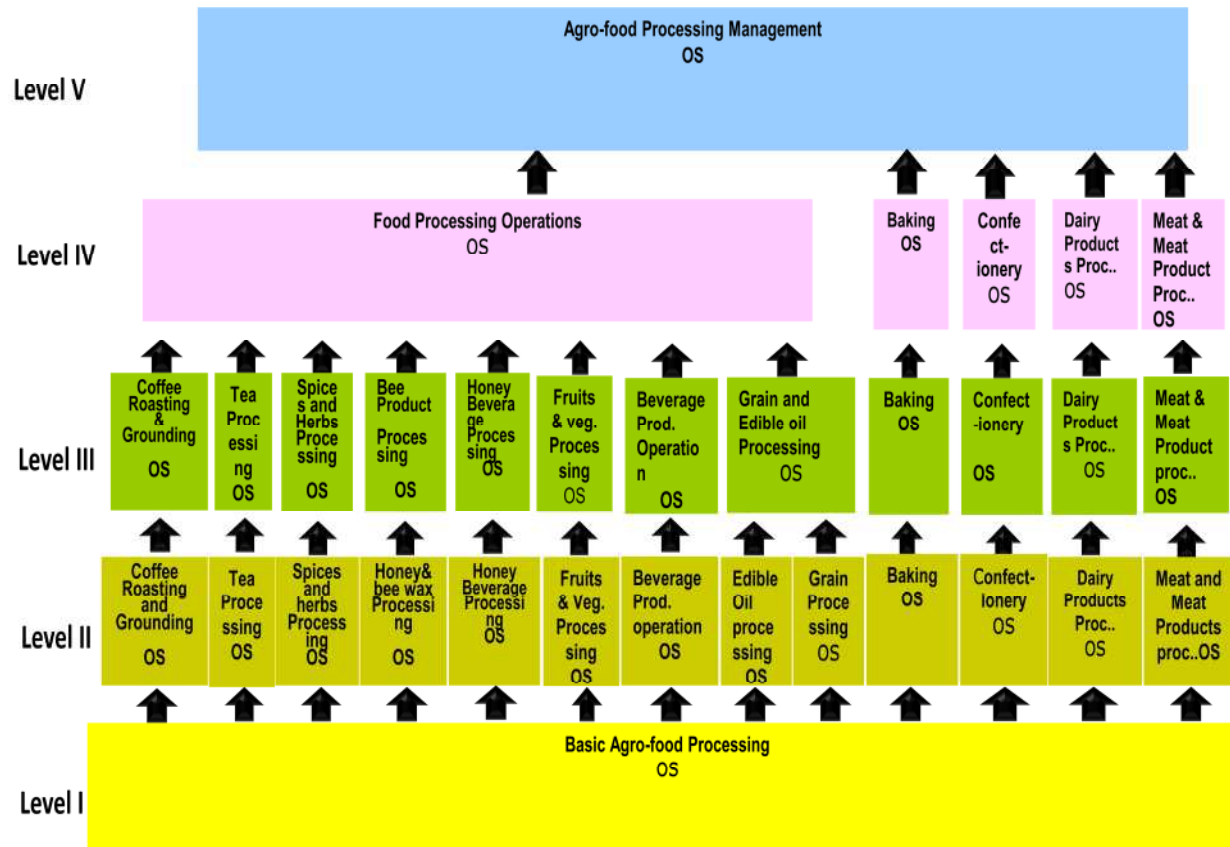 Agro-food Processing Management
OS
Level V
Food Processing Operations
OS
Baking
OS
Confe
ct-
ionery
OS
Dairy
Product
s Proc..
OS
Meat &
Meat
Product
Proc..
OS
Level IV
Coffee
Roasting
&
Grounding
OS
Tea
Proc
essi
ng
OS
Spice
s and
Herbs
Proce
ssing
OS
Bee
Product
Proces
sing
OS
Honey
Bevera
ge
Proces
sing
OS
Fruits
& veg.
Proces
sing
OS
Beverage
Prod.
Operatio
n
OS
Grain and
Edible oil
Processing
OS
Baking
OS
Confect
-ionery
OS
Dairy
Product
s Proc..
OS
Meat &
Meat
Product
proc..
OS
Level III
Coffee
Roasting
and
Grounding
OS
Tea
Proce
ssing
OS
Spices
and
herbs
Process
ing
OS
Honey&
bee wax
Process
ing
OS
Honey
Beverage
Processi
ng
OS
Fruits
& Veg.
Proces
sing
OS
Beverage
Prod.
operation
OS
Edible
Oil
proce
ssing
OS
Grain
Proce
ssing
OS
Baking
OS
Confect-
Ionery
OS
Dairy
Products
Proc..
OS
Meat and
Meat
Products
proc..OS
Level II
Basic Agro-food Processing
OS
Level I